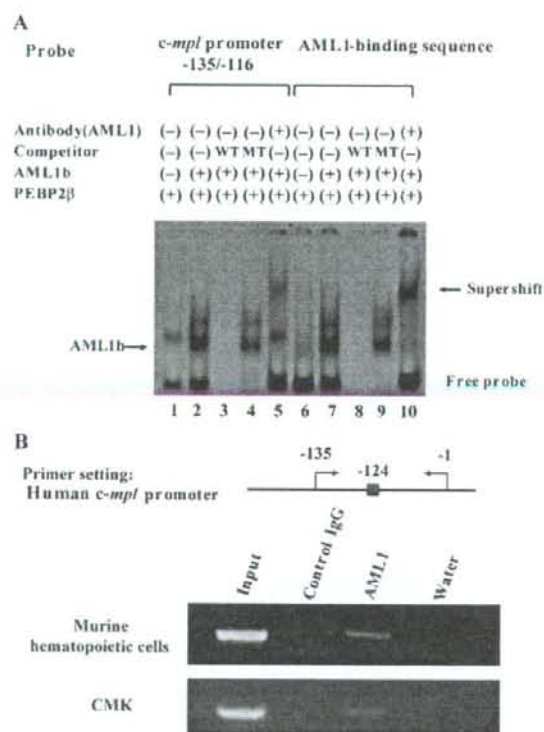 A
Probe
c-mpl promoter
-135/-116
AML1-binding sequence
Antibody(AML1) (–) (–) (–) (–) (+) (–) (–) (–) (–) (+)
Competitor (–) (–) WT MT (–) (–) (–) WT MT (–)
AML1b (–) (+) (+) (+) (+) (–) (+) (+) (+) (+)
PEBP2β (+) (+) (+) (+) (+) (+) (+) (+) (+) (+)
Supershift
AML1b
Free probe
1 2 3 4 5 6 7 8 9 10
B
-135 -124 -1
Primer setting:
Human c-mpl promoter
Input Control IgG AML1 Water
Murine
hematopoietic cells
CMK